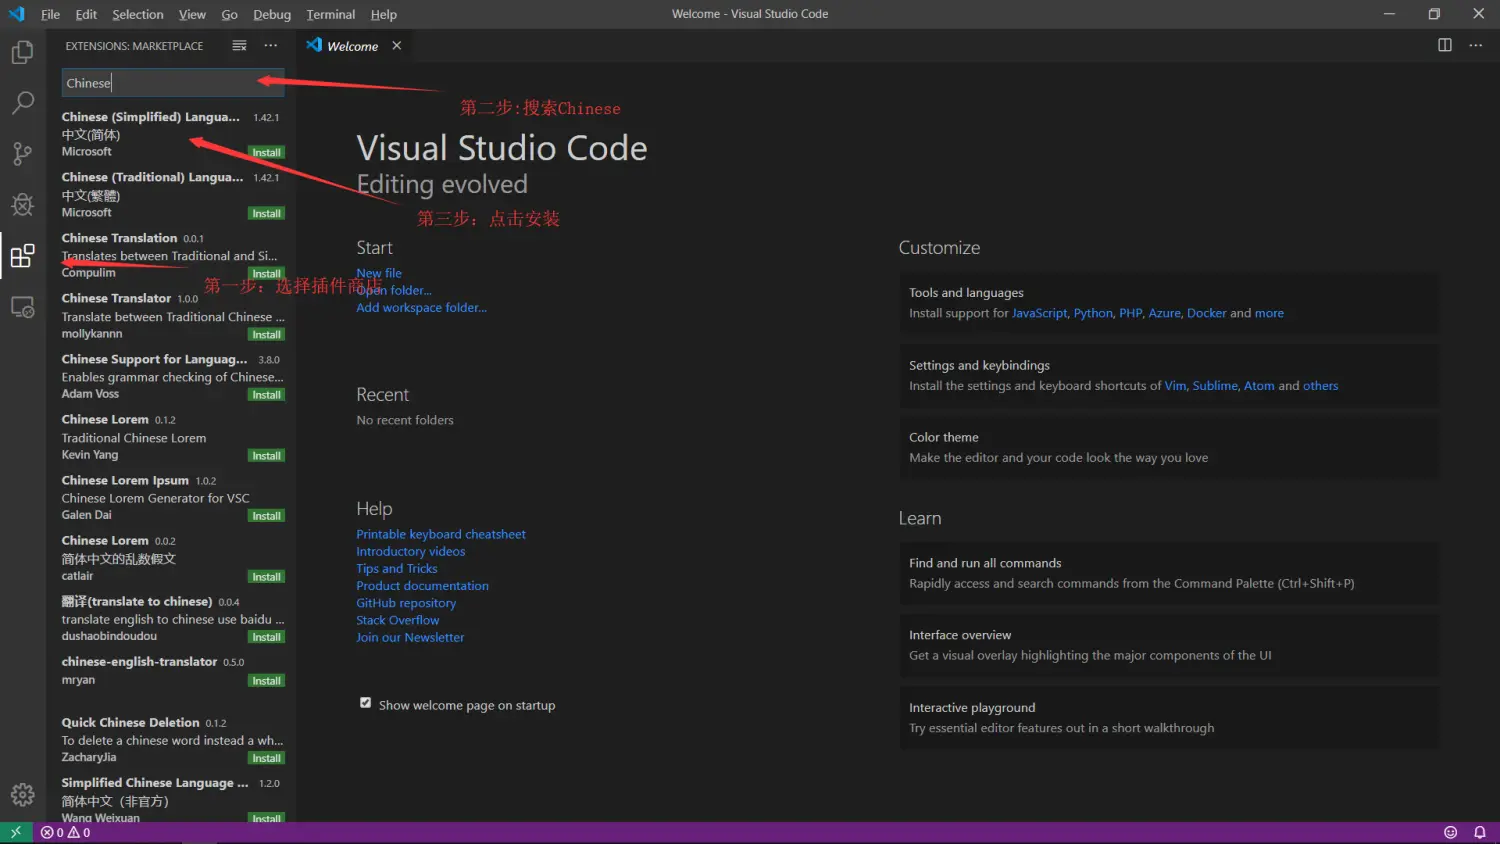 File Edit Selection View Go Debug Terminal Help
Welcome - Visual Studio Code
EXTENSIONS: MARKETPLACE
Welcome
Chinese
第二步:搜索Chinese
Chinese (Simplified) Langua... 1.42.1
中文(简体)
Microsoft Install
Chinese (Traditional) Langua... 1.42.1
中文(繁體)
Microsoft Install
第三步：点击安装
Chinese Translation 0.0.1
Translates between Traditional and Si...
Compulim Install
第一步：选择插件商店
Chinese Translator 1.0.0
Translate between Traditional Chinese ...
mollykannn Install
Chinese Support for Languag... 3.8.0
Enables grammar checking of Chinese...
Adam Voss Install
Chinese Lorem 0.1.2
Traditional Chinese Lorem
Kevin Yang Install
Chinese Lorem Ipsum 1.0.2
Chinese Lorem Generator for VSC
Galen Dai Install
Chinese Lorem 0.0.2
简体中文的乱数假文
catlair Install
翻译(translate to chinese) 0.0.4
translate english to chinese use baidu ...
dushaobindoudou Install
chinese-english-translator 0.5.0
mryan Install
Quick Chinese Deletion 0.1.2
To delete a chinese word instead a wh...
ZacharyJia Install
Simplified Chinese Language ... 1.2.0
简体中文（非官方）
Wang Weixuan Install
Visual Studio Code
Editing evolved
Start
New file
Open folder...
Add workspace folder...
Recent
No recent folders
Help
Printable keyboard cheatsheet
Introductory videos
Tips and Tricks
Product documentation
GitHub repository
Stack Overflow
Join our Newsletter
Show welcome page on startup
Customize
Tools and languages
Install support for JavaScript, Python, PHP, Azure, Docker and more
Settings and keybindings
Install the settings and keyboard shortcuts of Vim, Sublime, Atom and others
Color theme
Make the editor and your code look the way you love
Learn
Find and run all commands
Rapidly access and search commands from the Command Palette (Ctrl+Shift+P)
Interface overview
Get a visual overlay highlighting the major components of the UI
Interactive playground
Try essential editor features out in a short walkthrough
0 0